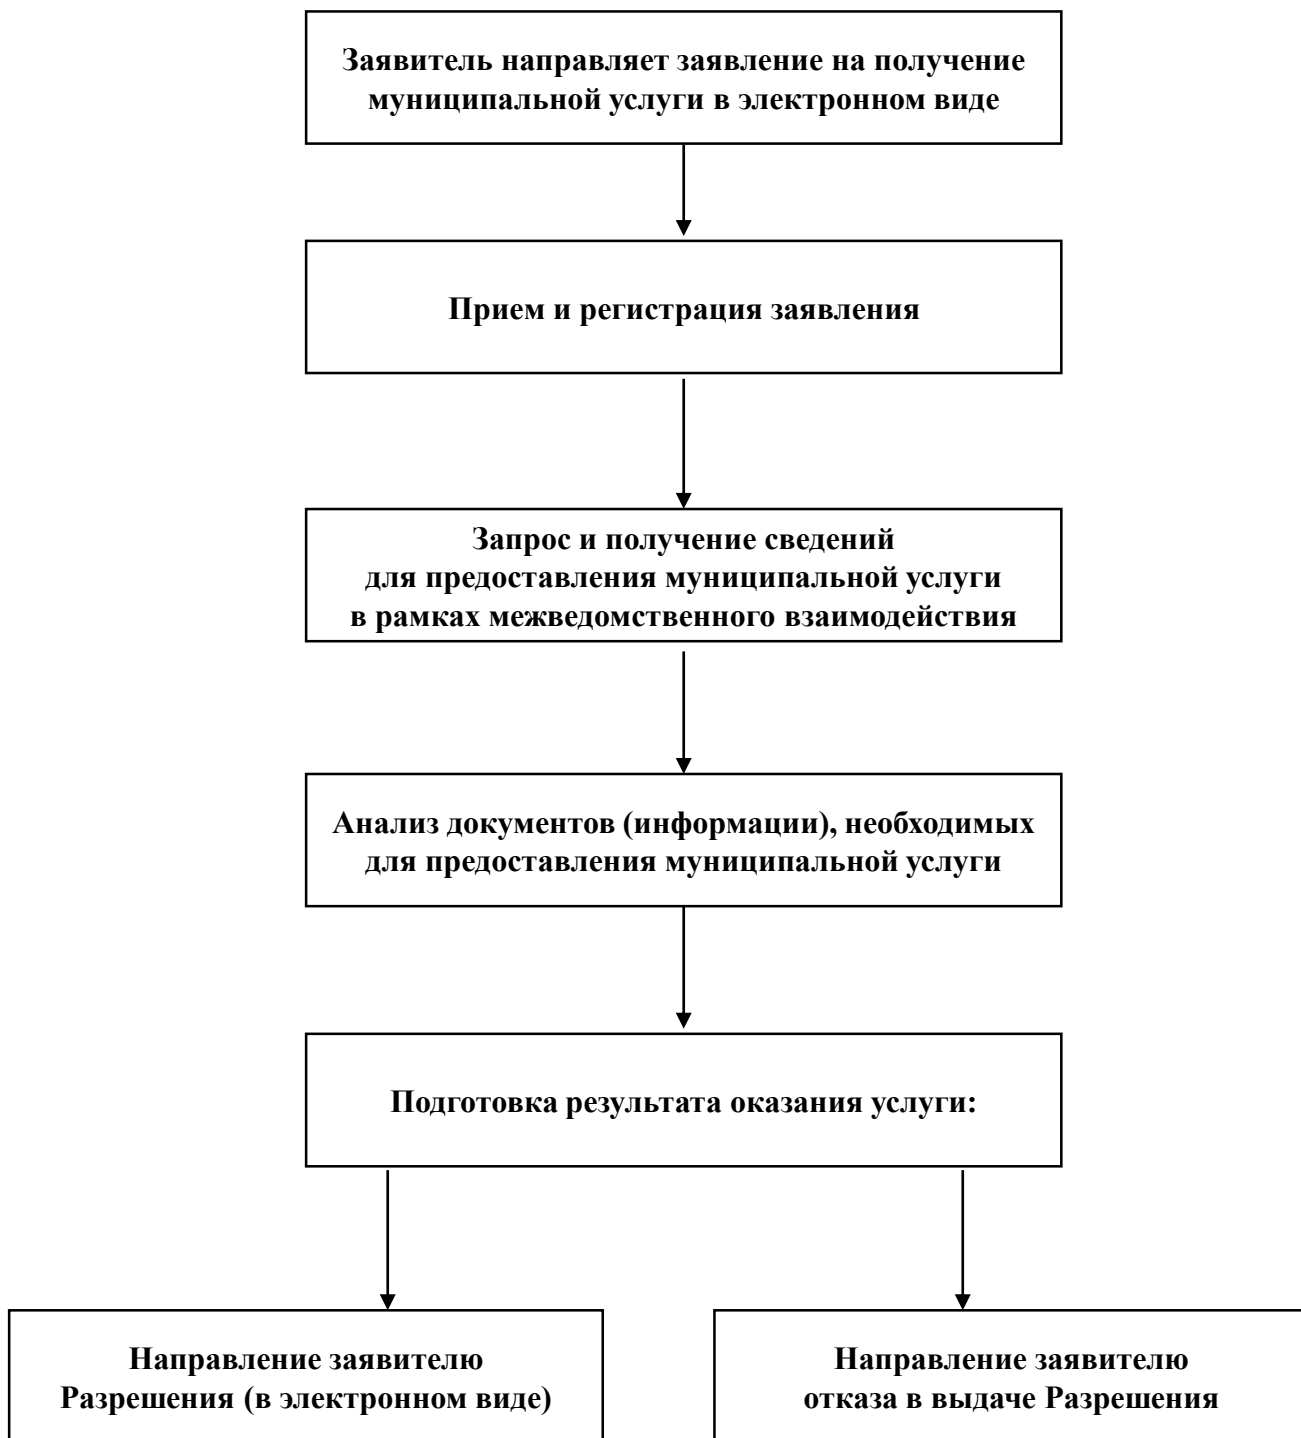 Заявитель направляет заявление на получение
муниципальной услуги в электронном виде
Прием и регистрация заявления
Запрос и получение сведений
для предоставления муниципальной услуги
в рамках межведомственного взаимодействия
Анализ документов (информации), необходимых
для предоставления муниципальной услуги
Подготовка результата оказания услуги:
Направление заявителю
Разрешения (в электронном виде)
Направление заявителю
отказа в выдаче Разрешения